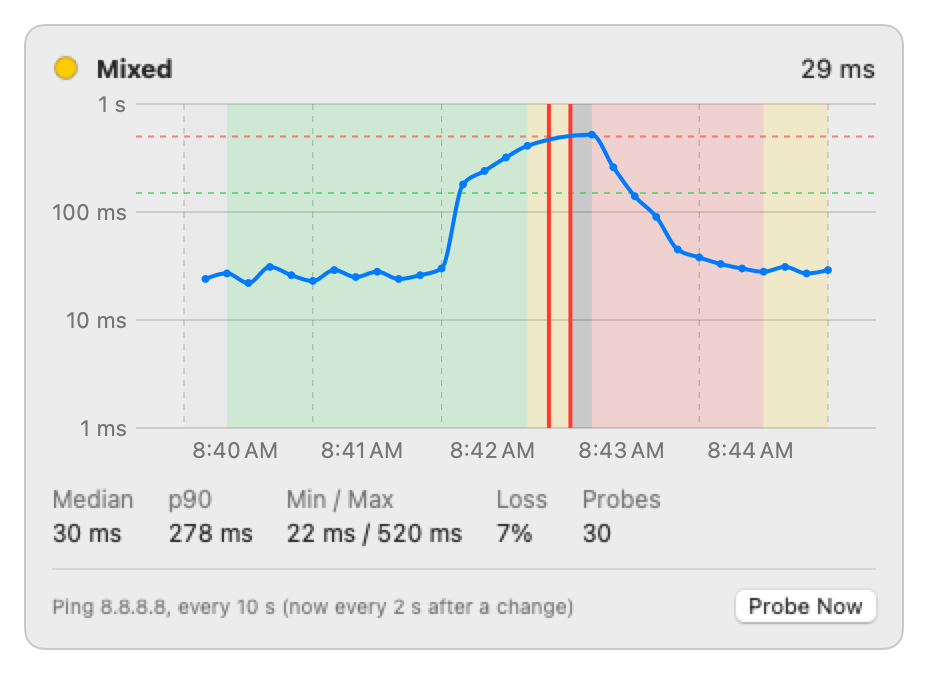 Mixed 29 ms
1 s
100 ms
10 ms
1 ms
8:40 AM 8:41 AM 8:42 AM 8:43 AM 8:44 AM
Median p90 Min / Max Loss Probes
30 ms 278 ms 22 ms / 520 ms 7% 30
Ping 8.8.8.8, every 10 s (now every 2 s after a change) Probe Now